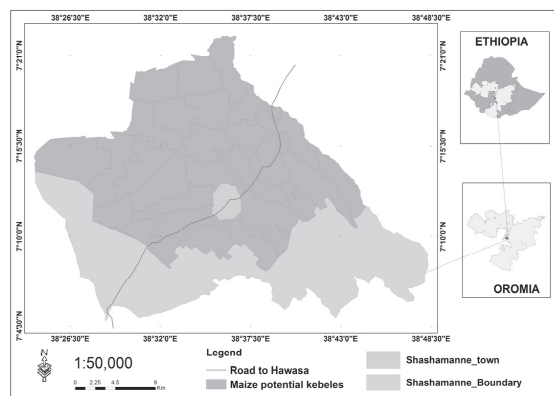 38°26'30"E 38°32'0"E 38°37'30"E 38°43'0"E 38°48'30"E
7°21'0"N 7°21'0"N
7°15'30"N 7°15'30"N
7°10'0"N 7°10'0"N
7°4'30"N 7°4'30"N
38°26'30"E 38°32'0"E 38°37'30"E 38°43'0"E 38°48'30"E
ETHIOPIA
OROMIA
N
1:50,000
0 2.25 4.5 9
Km
Legend
Road to Hawasa
Maize potential kebeles
Shashamanne_town
Shashamanne_Boundary